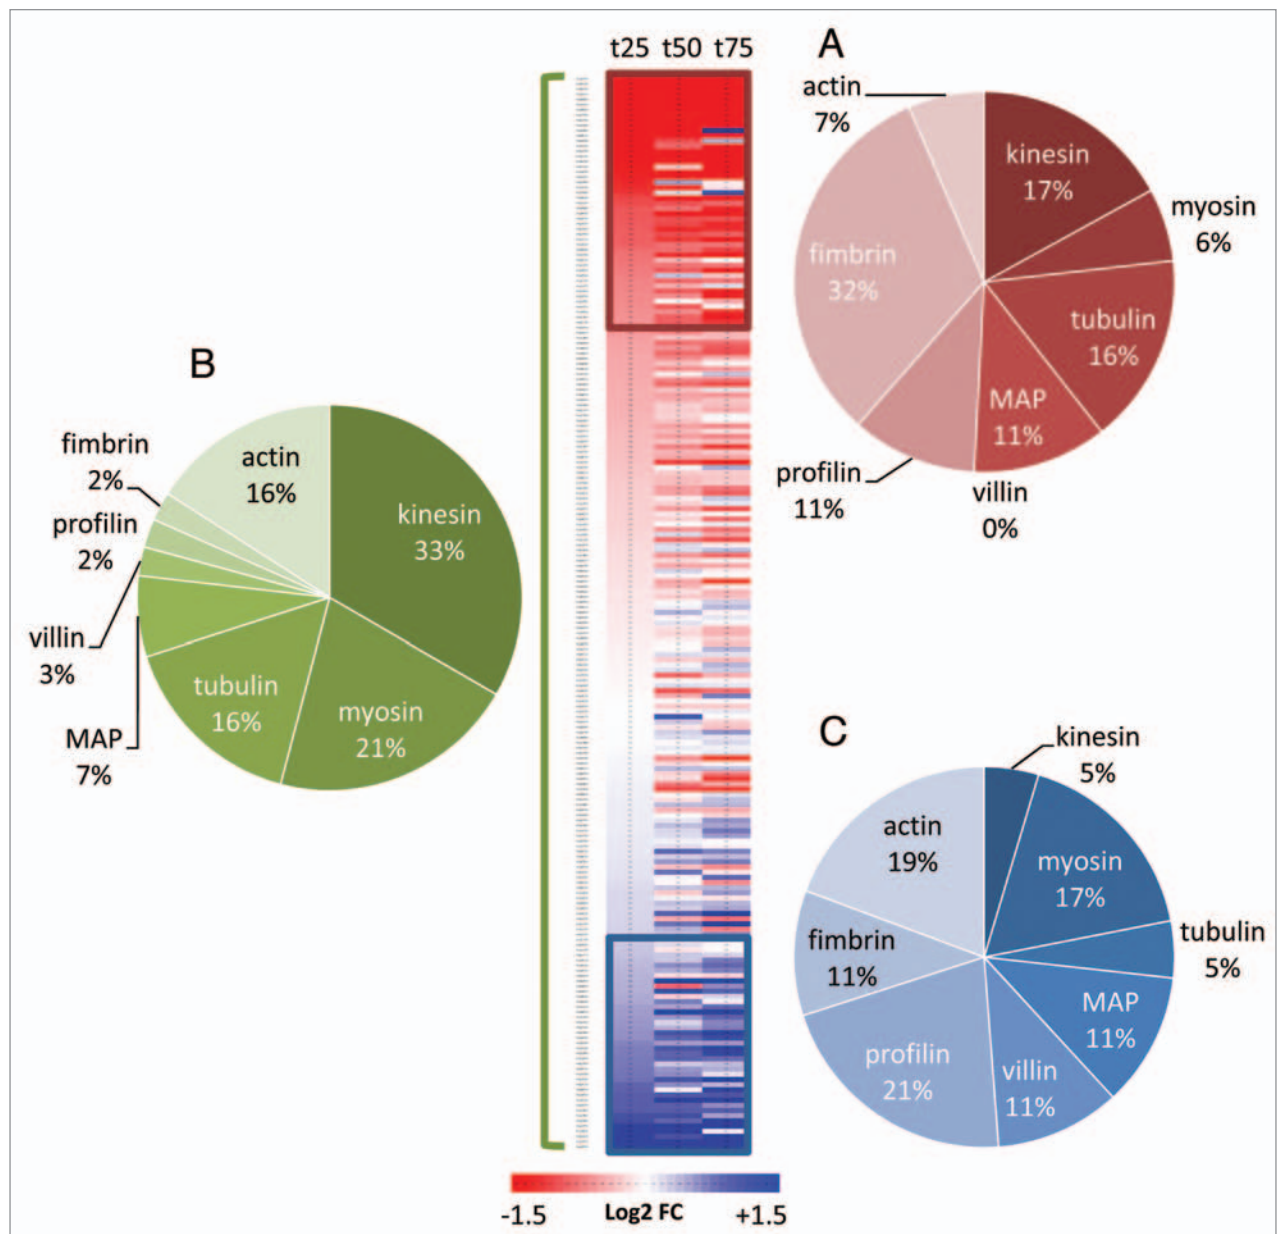 t25 t50 t75
A
actin
7%
kinesin
17%
myosin
6%
fimbrin
32%
tubulin
16%
MAP
11%
profilin
11%
villin
0%
B
fimbrin
2%
actin
16%
profilin
2%
kinesin
33%
villin
3%
tubulin
16%
myosin
21%
MAP
7%
C
kinesin
5%
actin
19%
myosin
17%
tubulin
5%
fimbrin
11%
MAP
11%
profilin
21%
villin
11%
-1.5 Log2 FC +1.5